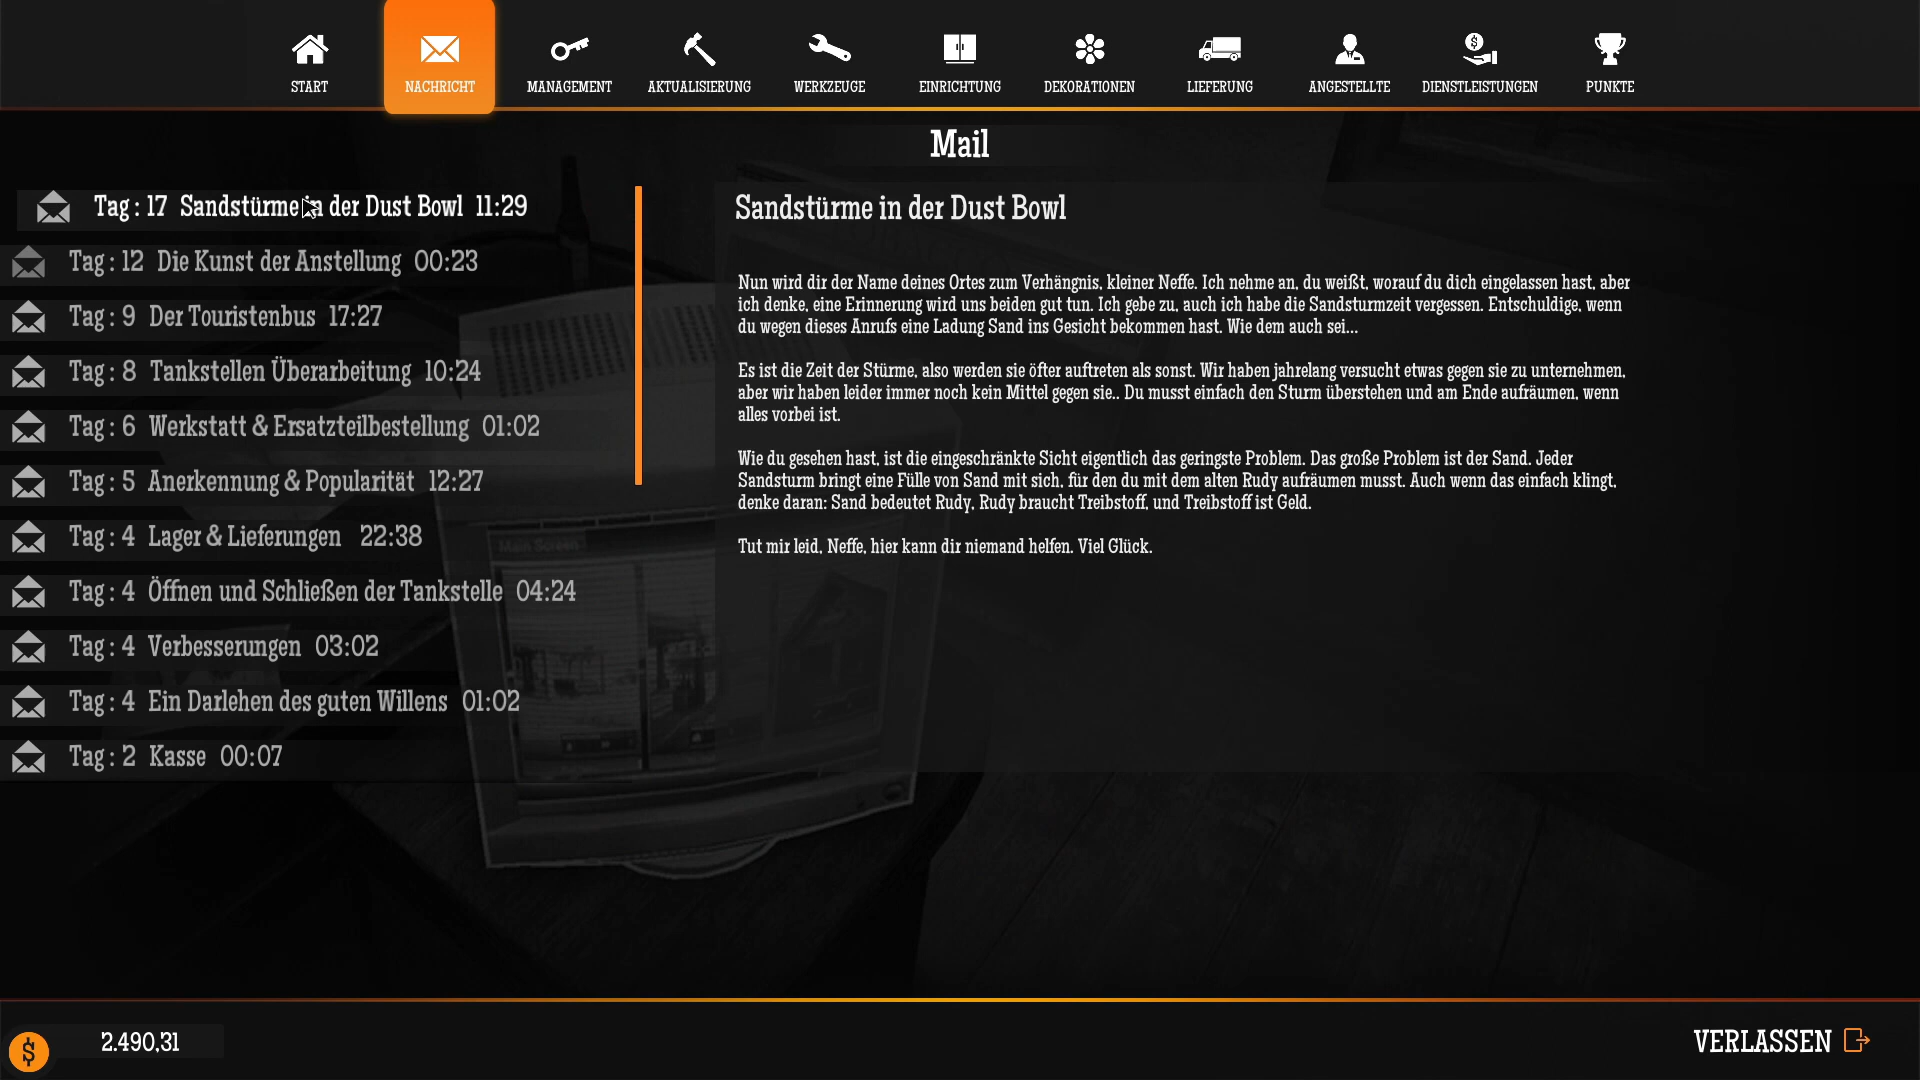 START
NACHRICHT
MANAGEMENT
AKTUALISIERUNG
WERKZEUGE
EINRICHTUNG
DEKORATIONEN
LIEFERUNG
ANGESTELLTE
DIENSTLEISTUNGEN
PUNKTE
Mail
Tag : 17 Sandstürme in der Dust Bowl 11:29
Tag : 12 Die Kunst der Anstellung 00:23
Tag : 9 Der Touristenbus 17:27
Tag : 8 Tankstellen Überarbeitung 10:24
Tag : 6 Werkstatt & Ersatzteilbestellung 01:02
Tag : 5 Anerkennung & Popularität 12:27
Tag : 4 Lager & Lieferungen 22:38
Tag : 4 Öffnen und Schließen der Tankstelle 04:24
Tag : 4 Verbesserungen 03:02
Tag : 4 Ein Darlehen des guten Willens 01:02
Tag : 2 Kasse 00:07
Sandstürme in der Dust Bowl
Nun wird dir der Name deines Ortes zum Verhängnis, kleiner Neffe. Ich nehme an, du weißt, worauf du dich eingelassen hast, aber
ich denke, eine Erinnerung wird uns beiden gut tun. Ich gebe zu, auch ich habe die Sandsturmzeit vergessen. Entschuldige, wenn
du wegen dieses Anrufs eine Ladung Sand ins Gesicht bekommen hast. Wie dem auch sei...
Es ist die Zeit der Stürme, also werden sie öfter auftreten als sonst. Wir haben jahrelang versucht etwas gegen sie zu unternehmen,
aber wir haben leider immer noch kein Mittel gegen sie.. Du musst einfach den Sturm überstehen und am Ende aufräumen, wenn
alles vorbei ist.
Wie du gesehen hast, ist die eingeschränkte Sicht eigentlich das geringste Problem. Das große Problem ist der Sand. Jeder
Sandsturm bringt eine Fülle von Sand mit sich, für den du mit dem alten Rudy aufräumen musst. Auch wenn das einfach klingt,
denke daran: Sand bedeutet Rudy, Rudy braucht Treibstoff, und Treibstoff ist Geld.
Tut mir leid, Neffe, hier kann dir niemand helfen. Viel Glück.
Main Screen
2.490,31
VERLASSEN